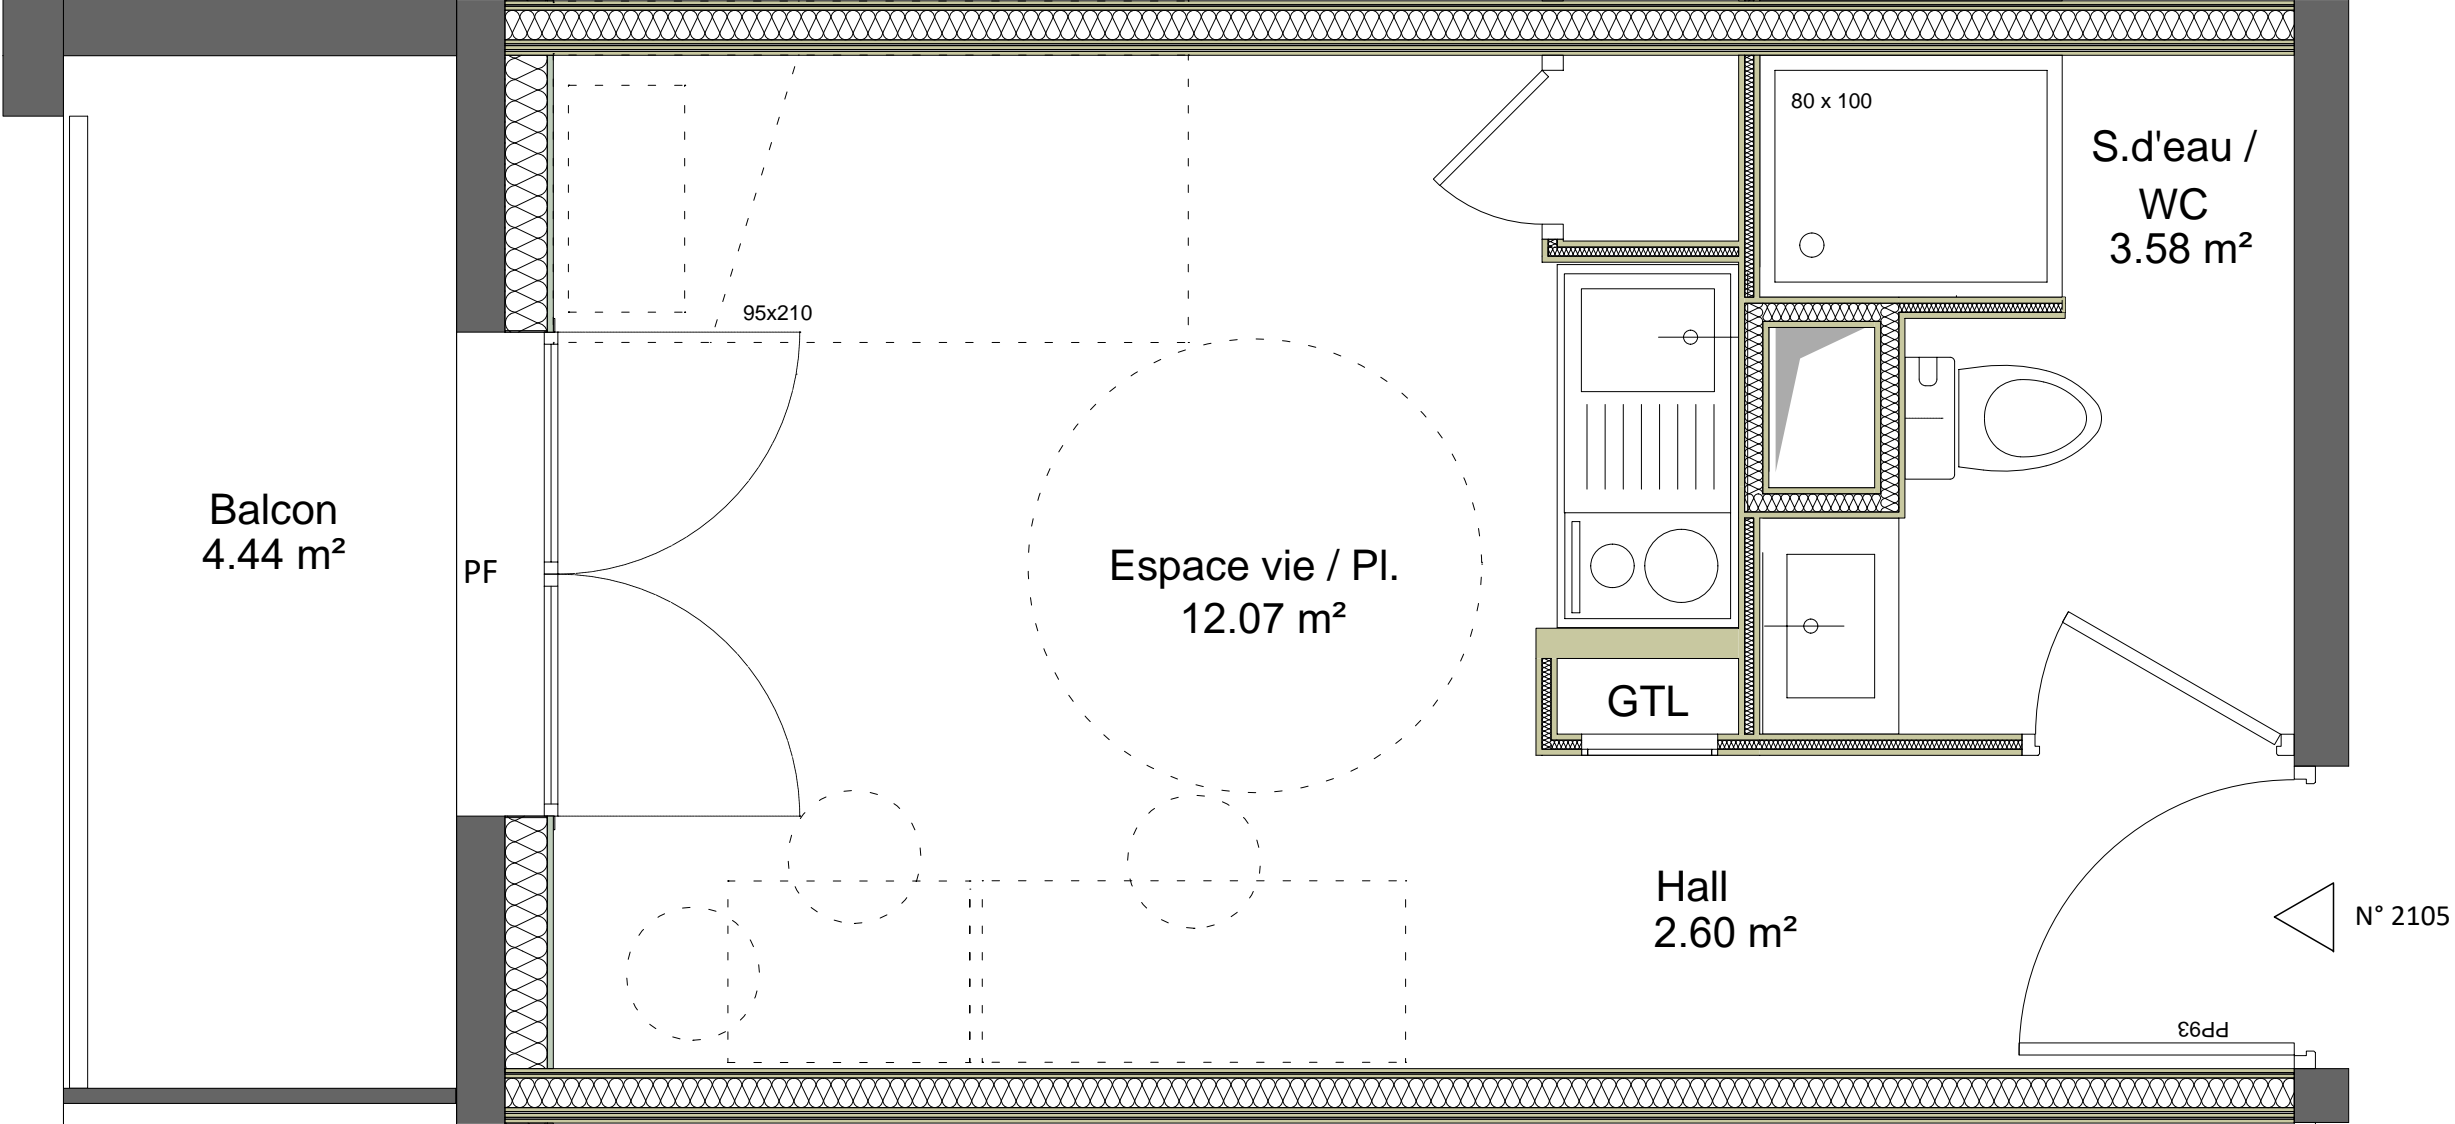 80 x 100
S.d'eau /
WC
3.58 m²
95x210
Balcon
4.44 m²
PF
Espace vie / Pl.
12.07 m²
GTL
Hall
2.60 m²
N° 2105
PP93